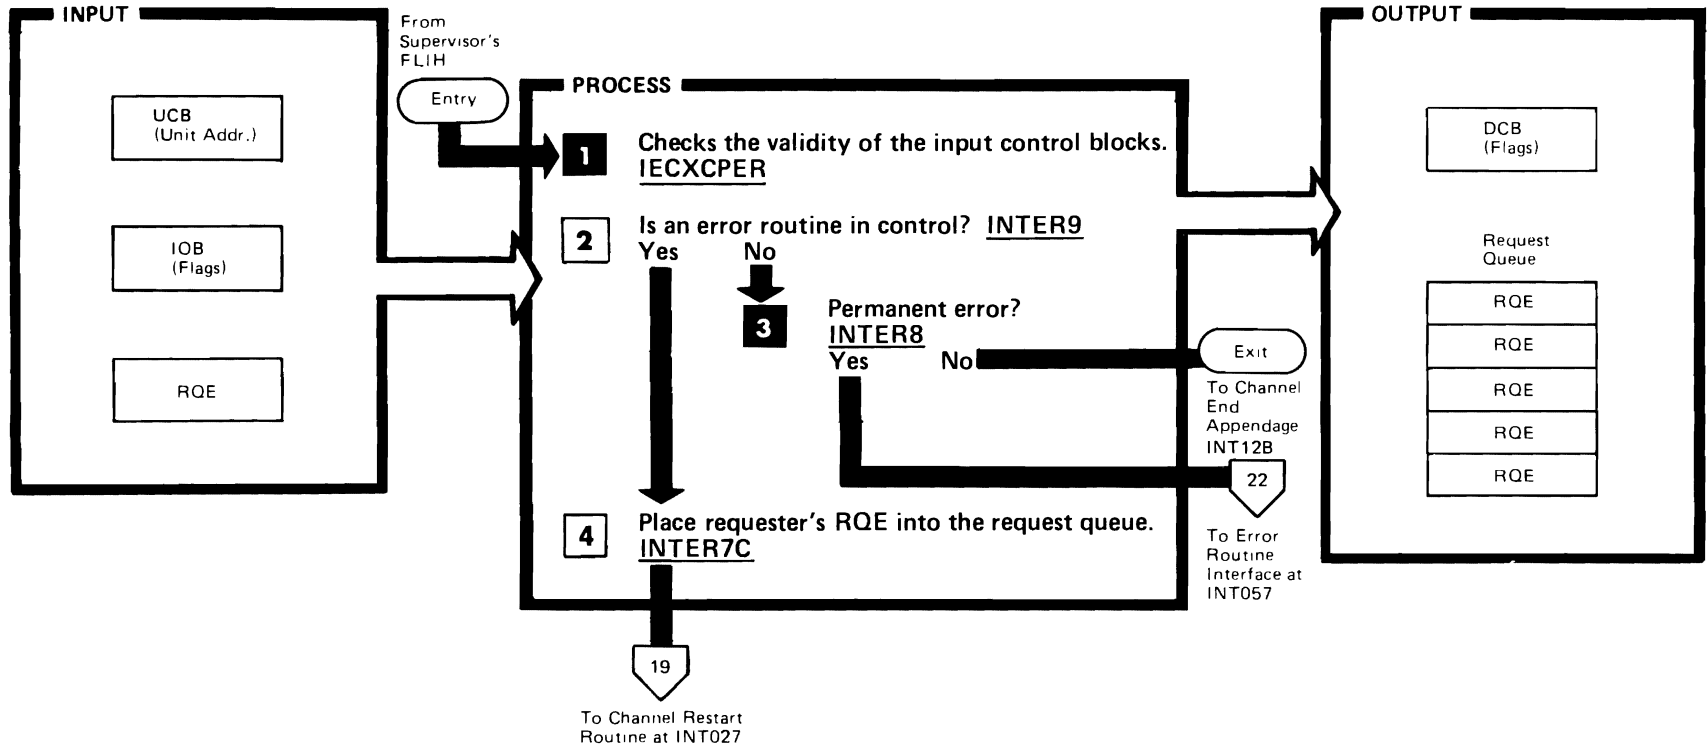 INPUT
UCB
(Unit Addr.)
IOB
(Flags)
RQE
From
Supervisor's
FLIH
Entry
PROCESS
1
Checks the validity of the input control blocks.
IECXCPER
2
Is an error routine in control? INTER9
Yes No
3
Permanent error?
INTER8
Yes No
Exit
To Channel
End
Appendage
INT12B
22
To Error
Routine
Interface at
INT057
4
Place requester's RQE into the request queue.
INTER7C
19
To Channel Restart
Routine at INT027
OUTPUT
DCB
(Flags)
Request
Queue
RQE
RQE
RQE
RQE
RQE